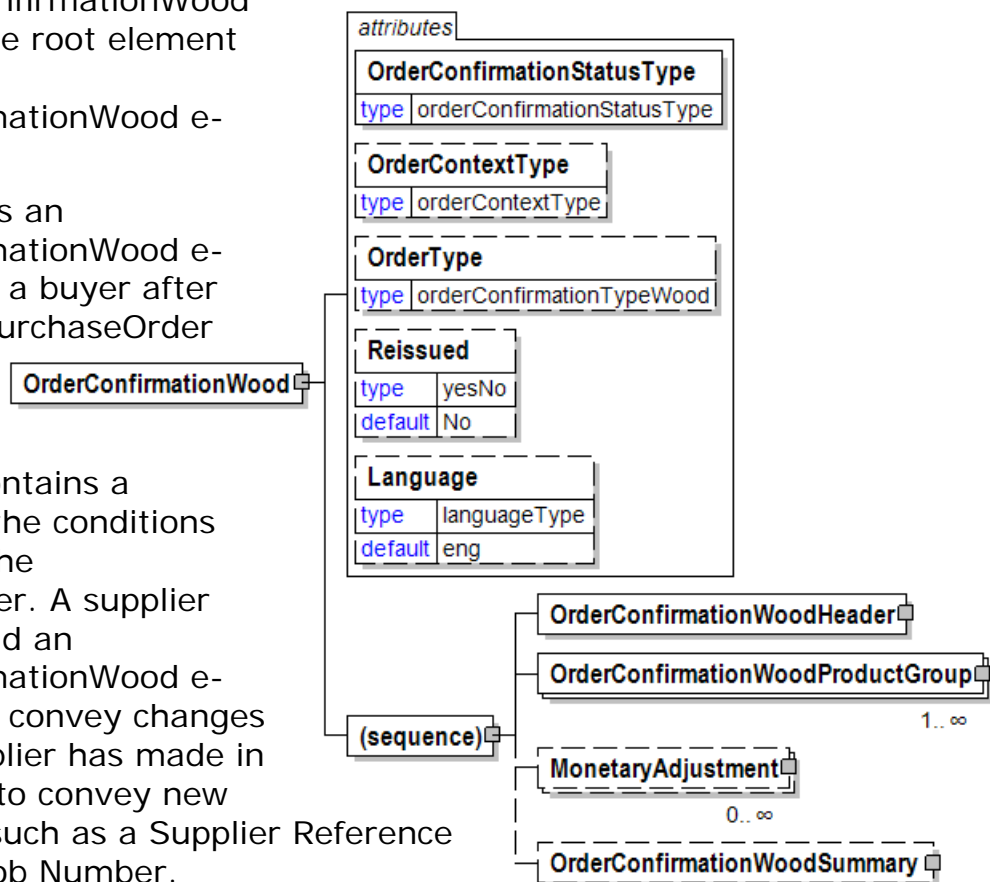 e root element
nationWood e-
s an
nationWood e-
a buyer after
urchaseOrder
ntains a
he conditions
ne
er. A supplier
d an
nationWood e-
convey changes
plier has made in
to convey new
such as a Supplier Reference
ob Number.
attributes
OrderConfirmationStatusType
type orderConfirmationStatusType
OrderContextType
type orderContextType
OrderType
type orderConfirmationTypeWood
Reissued
type yesNo
default No
Language
type languageType
default eng
OrderConfirmationWood
(sequence)
OrderConfirmationWoodHeader
OrderConfirmationWoodProductGroup
1.. ∞
MonetaryAdjustment
0.. ∞
OrderConfirmationWoodSummary